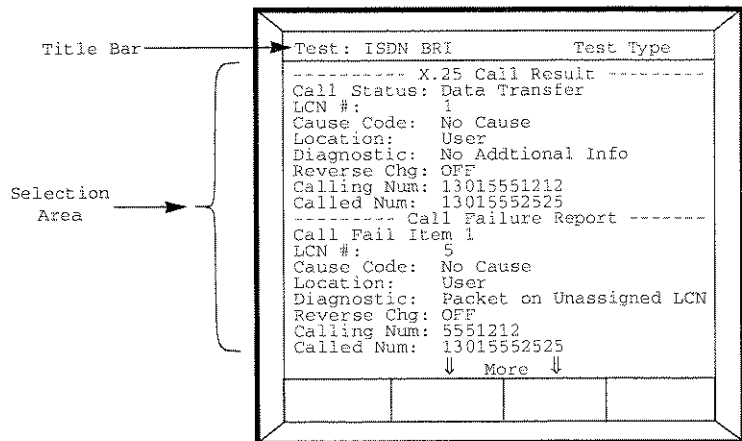 Title Bar
Test: ISDN BRI Test Type
---------- X.25 Call Result ---------
Call Status: Data Transfer
LCN #: 1
Cause Code: No Cause
Location: User
Diagnostic: No Addtional Info
Reverse Chg: OFF
Calling Num: 13015551212
Called Num: 13015552525
--------- Call Failure Report -------
Call Fail Item 1
LCN #: 5
Cause Code: No Cause
Location: User
Diagnostic: Packet on Unassigned LCN
Reverse Chg: OFF
Calling Num: 5551212
Called Num: 13015552525
⇓ More ⇓
Selection
Area